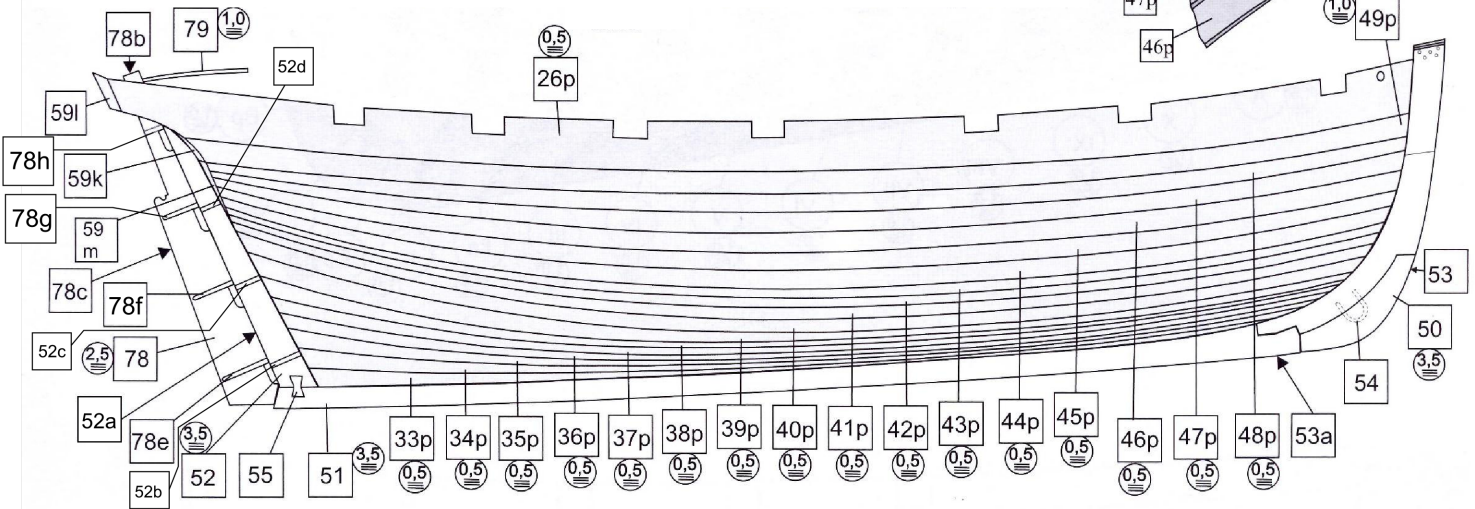 47p
46p
1,0
49p
78b
79
1,0
52d
0,5
26p
59l
78h
59k
78g
59
m
78c
78f
52c
2,5
78
52a
78e
3,5
52b
52
55
51
3,5
33p
0,5
34p
0,5
35p
0,5
36p
0,5
37p
0,5
38p
0,5
39p
0,5
40p
0,5
41p
0,5
42p
0,5
43p
0,5
44p
0,5
45p
0,5
46p
0,5
47p
0,5
48p
0,5
53a
54
53
50
3,5